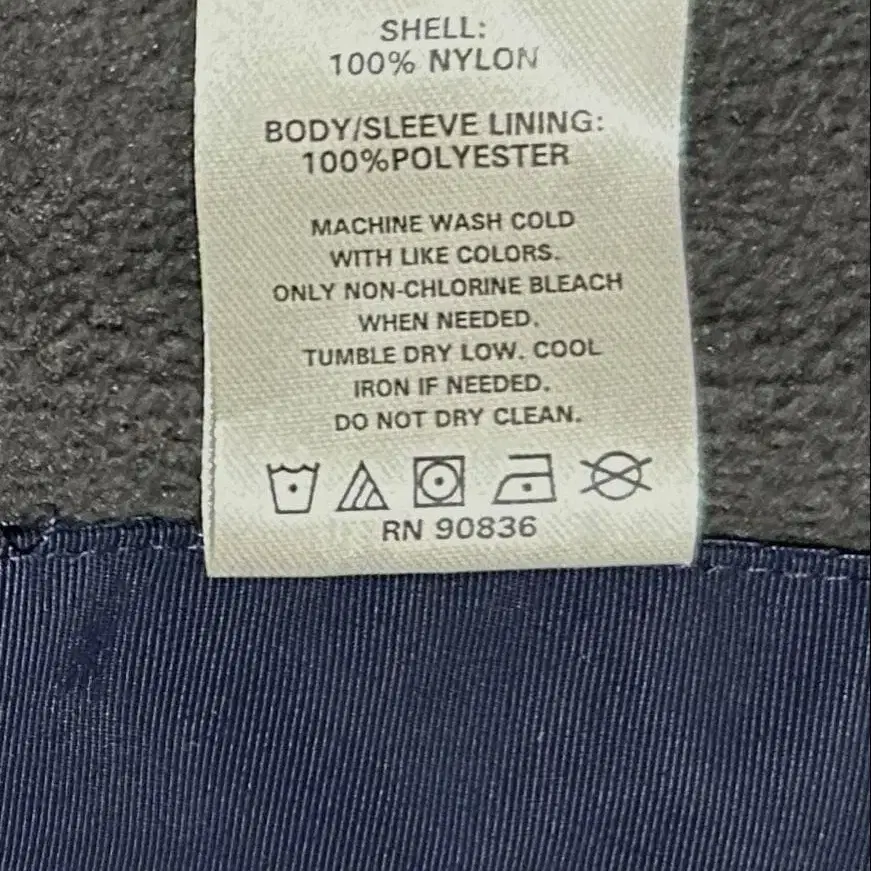 SHELL:
100% NYLON
BODY/SLEEVE LINING:
100%POLYESTER
MACHINE WASH COLD
WITH LIKE COLORS.
ONLY NON-CHLORINE BLEACH
WHEN NEEDED.
TUMBLE DRY LOW. COOL
IRON IF NEEDED.
DO NOT DRY CLEAN.
RN 90836